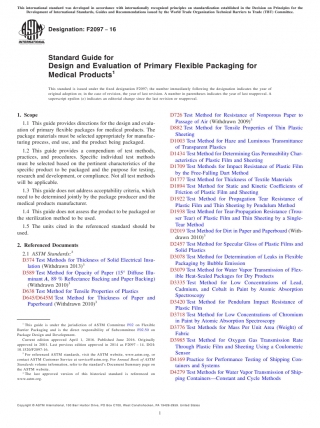 This international standard was developed in accordance with internationally recognized principles on standardization established in the Decision on Principles for the
Development of International Standards, Guides and Recommendations issued by the World Trade Organization Technical Barriers to Trade (TBT) Committee.
Designation: F2097 − 16
Standard Guide for
Design and Evaluation of Primary Flexible Packaging for
Medical Products1
This standard is issued under the fixed designation F2097; the number immediately following the designation indicates the year of
original adoption or, in the case of revision, the year of last revision. A number in parentheses indicates the year of last reapproval. A
superscript epsilon (ε) indicates an editorial change since the last revision or reapproval.
1. Scope
1.1 This guide provides directions for the design and evalu-
ation of primary flexible packages for medical products. The
package materials must be selected appropriately for manufac-
turing process, end use, and the product being packaged.
1.2 This guide provides a compendium of test methods,
practices, and procedures. Specific individual test methods
must be selected based on the pertinent characteristics of the
specific product to be packaged and the purpose for testing,
research and development, or compliance. Not all test methods
will be applicable.
1.3 This guide does not address acceptability criteria, which
need to be determined jointly by the package producer and the
medical products manufacturer.
1.4 This guide does not assess the product to be packaged or
the sterilization method to be used.
1.5 The units cited in the referenced standard should be
used.
2. Referenced Documents
2.1 ASTM Standards:2
D374 Test Methods for Thickness of Solid Electrical Insu-
lation (Withdrawn 2013)3
D589 Test Method for Opacity of Paper (15° Diffuse Illu-
minant A, 89 % Reflectance Backing and Paper Backing)
(Withdrawn 2010)3
D638 Test Method for Tensile Properties of Plastics
D645/D645M Test Method for Thickness of Paper and
Paperboard (Withdrawn 2010)3
D726 Test Method for Resistance of Nonporous Paper to
Passage of Air (Withdrawn 2009)3
D882 Test Method for Tensile Properties of Thin Plastic
Sheeting
D1003 Test Method for Haze and Luminous Transmittance
of Transparent Plastics
D1434 Test Method for Determining Gas Permeability Char-
acteristics of Plastic Film and Sheeting
D1709 Test Methods for Impact Resistance of Plastic Film
by the Free-Falling Dart Method
D1777 Test Method for Thickness of Textile Materials
D1894 Test Method for Static and Kinetic Coefficients of
Friction of Plastic Film and Sheeting
D1922 Test Method for Propagation Tear Resistance of
Plastic Film and Thin Sheeting by Pendulum Method
D1938 Test Method for Tear-Propagation Resistance (Trou-
ser Tear) of Plastic Film and Thin Sheeting by a Single-
Tear Method
D2019 Test Method for Dirt in Paper and Paperboard (With-
drawn 2010)3
D2457 Test Method for Specular Gloss of Plastic Films and
Solid Plastics
D3078 Test Method for Determination of Leaks in Flexible
Packaging by Bubble Emission
D3079 Test Method for Water Vapor Transmission of Flex-
ible Heat-Sealed Packages for Dry Products
D3335 Test Method for Low Concentrations of Lead,
Cadmium, and Cobalt in Paint by Atomic Absorption
Spectroscopy
D3420 Test Method for Pendulum Impact Resistance of
Plastic Film
D3718 Test Method for Low Concentrations of Chromium
in Paint by Atomic Absorption Spectroscopy
D3776 Test Methods for Mass Per Unit Area (Weight) of
Fabric
D3985 Test Method for Oxygen Gas Transmission Rate
Through Plastic Film and Sheeting Using a Coulometric
Sensor
D4169 Practice for Performance Testing of Shipping Con-
tainers and Systems
D4279 Test Methods for Water Vapor Transmission of Ship-
ping Containers—Constant and Cycle Methods
1 This guide is under the jurisdiction of ASTM Committee F02 on Flexible
Barrier Packaging and is the direct responsibility of Subcommittee F02.50 on
Package Design and Development.
Current edition approved April 1, 2016. Published June 2016. Originally
approved in 2001. Last previous edition approved in 2014 as F2097 – 14. DOI:
10.1520/F2097-16.
2 For referenced ASTM standards, visit the ASTM website, www.astm.org, or
contact ASTM Customer Service at service@astm.org. For Annual Book of ASTM
Standards volume information, refer to the standard's Document Summary page on
the ASTM website.
3 The last approved version of this historical standard is referenced on
www.astm.org.
Copyright © ASTM International, 100 Barr Harbor Drive, PO Box C700, West Conshohocken, PA 19428-2959. United States
1